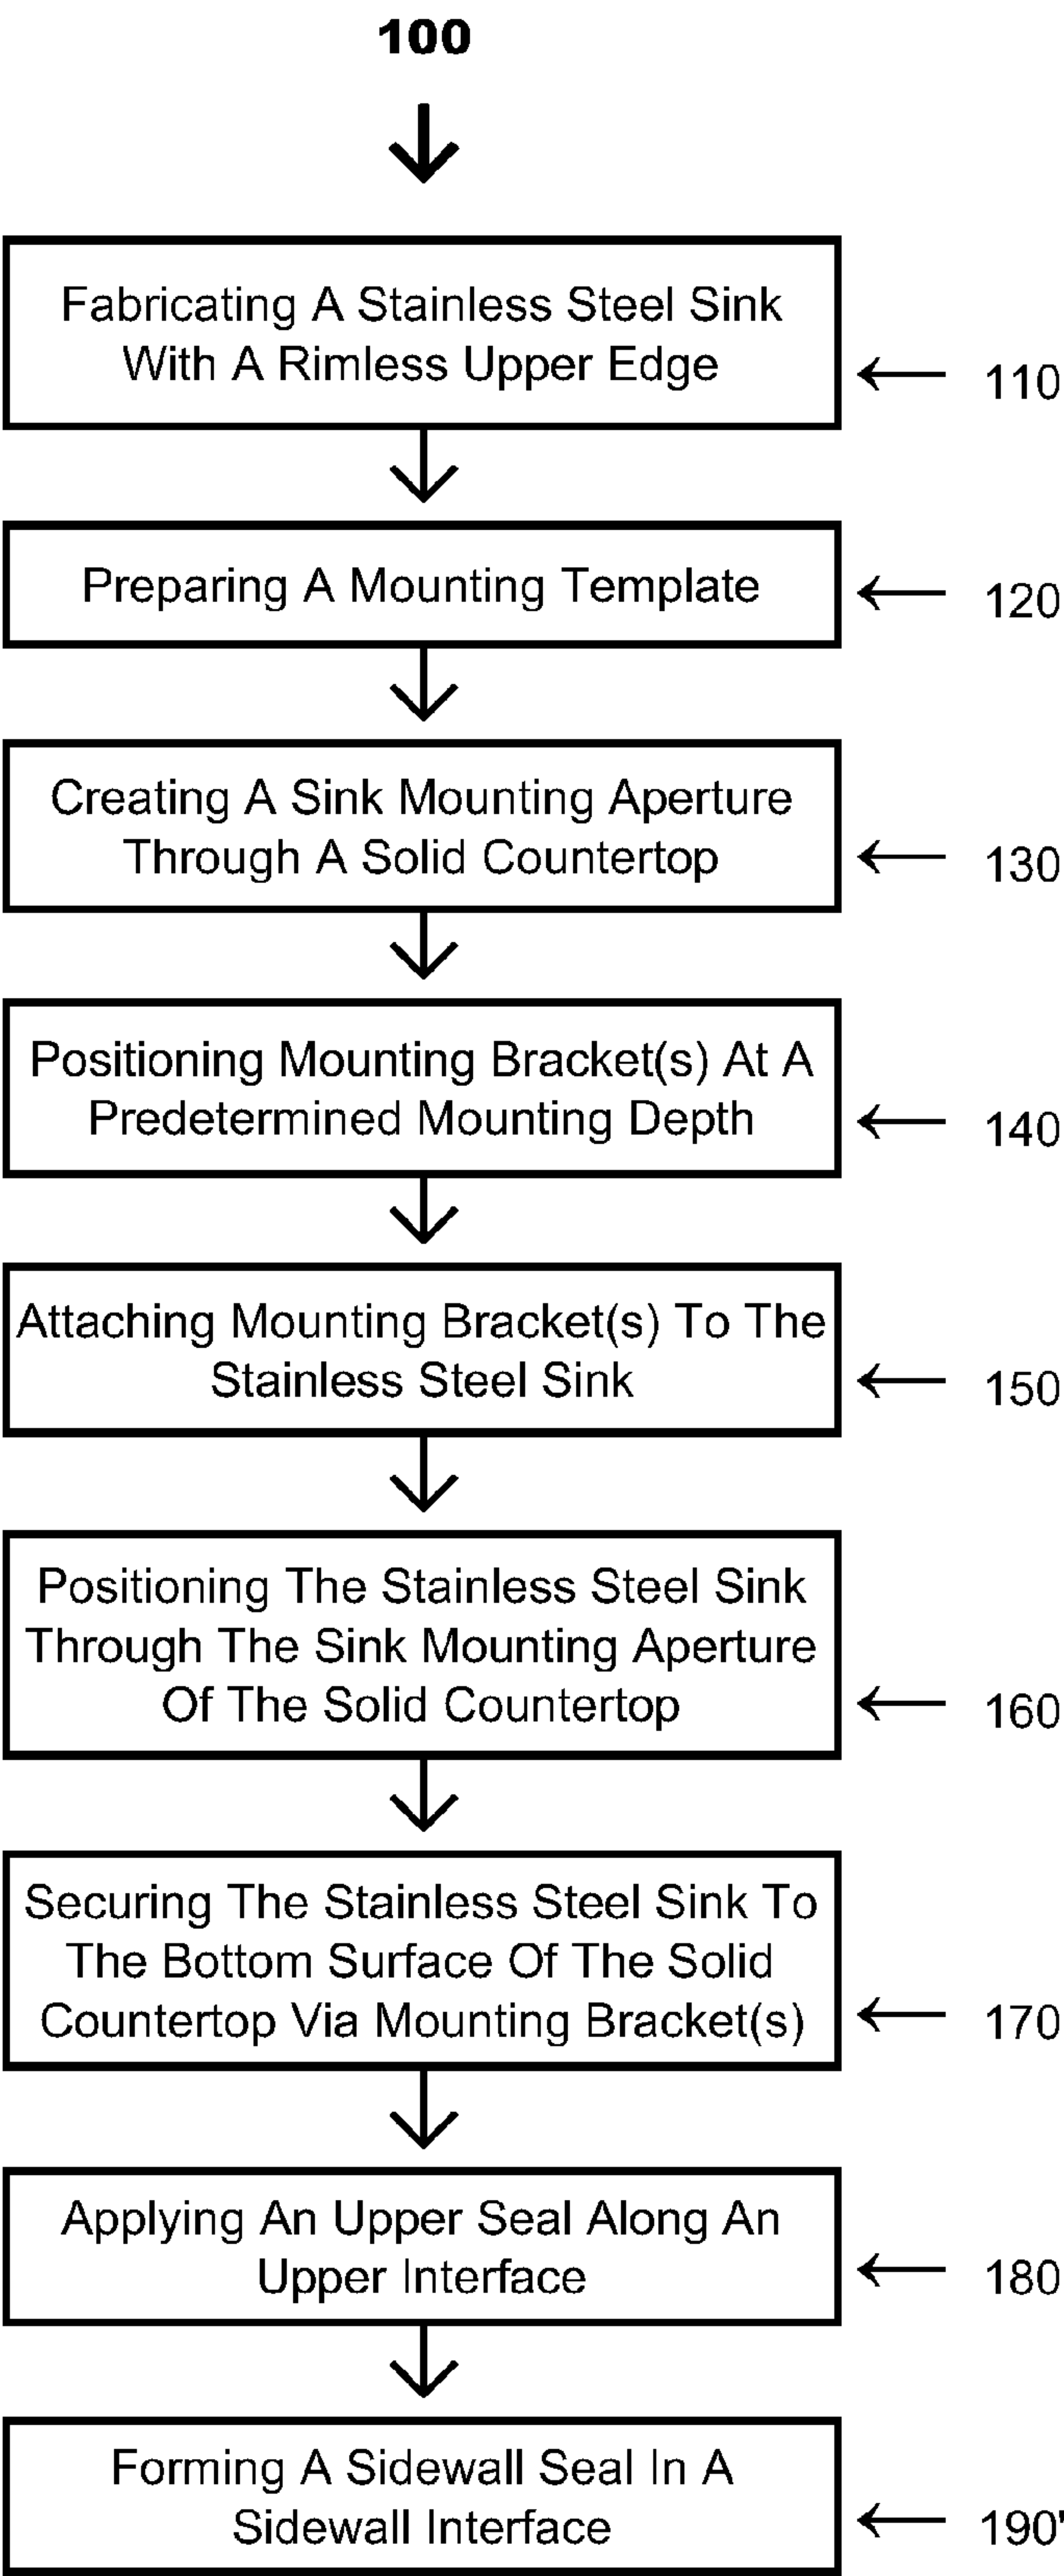 100
Fabricating A Stainless Steel Sink
With A Rimless Upper Edge
110
Preparing A Mounting Template
120
Creating A Sink Mounting Aperture
Through A Solid Countertop
130
Positioning Mounting Bracket(s) At A
Predetermined Mounting Depth
140
Attaching Mounting Bracket(s) To The
Stainless Steel Sink
150
Positioning The Stainless Steel Sink
Through The Sink Mounting Aperture
Of The Solid Countertop
160
Securing The Stainless Steel Sink To
The Bottom Surface Of The Solid
Countertop Via Mounting Bracket(s)
170
Applying An Upper Seal Along An
Upper Interface
180
Forming A Sidewall Seal In A
Sidewall Interface
190'